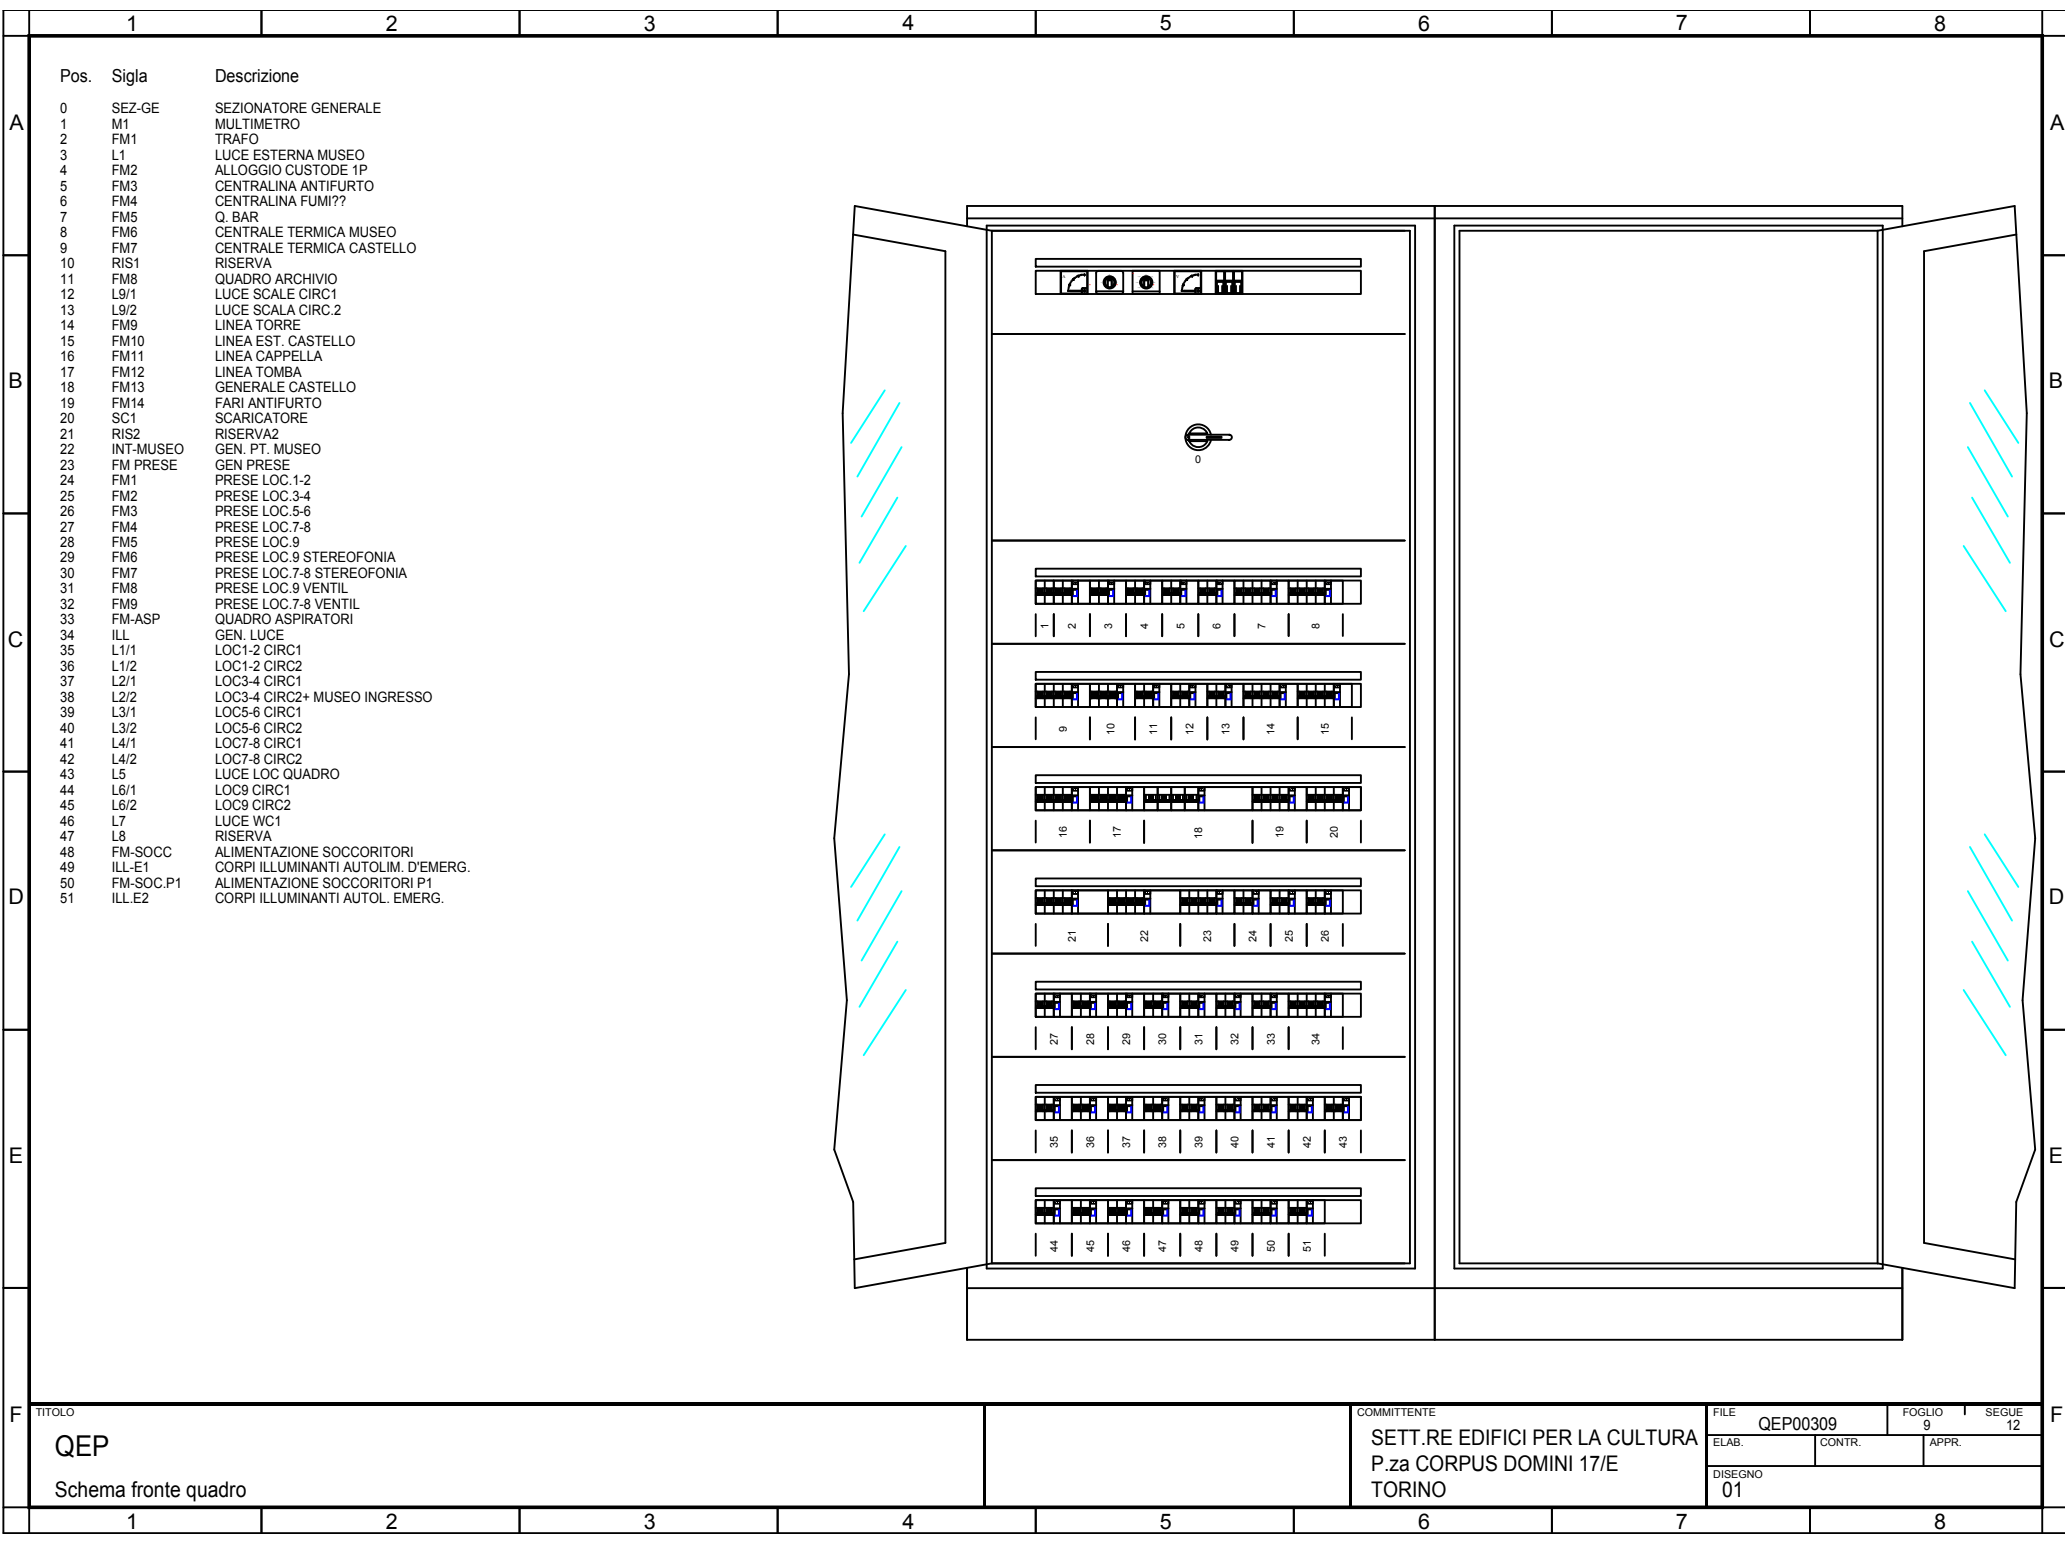 1 2 3 4 5 6 7 8
Pos. Sigla Descrizione
0 SEZ-GE SEZIONATORE GENERALE
A A
1 M1 MULTIMETRO
2 FM1 TRAFO
3 L1 LUCE ESTERNA MUSEO
4 FM2 ALLOGGIO CUSTODE 1P
5 FM3 CENTRALINA ANTIFURTO
6 FM4 CENTRALINA FUMI??
7 FM5 Q. BAR
8 FM6 CENTRALE TERMICA MUSEO
9 FM7 CENTRALE TERMICA CASTELLO
10 RIS1 RISERVA
11 FM8 QUADRO ARCHIVIO
12 L9/1 LUCE SCALE CIRC1
13 L9/2 LUCE SCALA CIRC.2
14 FM9 LINEA TORRE
15 FM10 LINEA EST. CASTELLO
16 FM11 LINEA CAPPELLA
17 FM12 LINEA TOMBA
B B
18 FM13 GENERALE CASTELLO
19 FM14 FARI ANTIFURTO
20 SC1 SCARICATORE
21 RIS2 RISERVA2
22 INT-MUSEO GEN. PT. MUSEO
23 FM PRESE GEN PRESE
24 FM1 PRESE LOC.1-2
25 FM2 PRESE LOC.3-4
26 FM3 PRESE LOC.5-6
27 FM4 PRESE LOC.7-8
28 FM5 PRESE LOC.9
29 FM6 PRESE LOC.9 STEREOFONIA
30 FM7 PRESE LOC.7-8 STEREOFONIA
31 FM8 PRESE LOC.9 VENTIL
32 FM9 PRESE LOC.7-8 VENTIL
33 FM-ASP QUADRO ASPIRATORI
34 ILL GEN. LUCE
C C
35 L1/1 LOC1-2 CIRC1
36 L1/2 LOC1-2 CIRC2
37 L2/1 LOC3-4 CIRC1
38 L2/2 LOC3-4 CIRC2+ MUSEO INGRESSO
39 L3/1 LOC5-6 CIRC1
40 L3/2 LOC5-6 CIRC2
41 L4/1 LOC7-8 CIRC1
42 L4/2 LOC7-8 CIRC2
43 L5 LUCE LOC QUADRO
44 L6/1 LOC9 CIRC1
45 L6/2 LOC9 CIRC2
46 L7 LUCE WC1
47 L8 RISERVA
48 FM-SOCC ALIMENTAZIONE SOCCORITORI
49 ILL-E1 CORPI ILLUMINANTI AUTOLIM. D'EMERG.
50 FM-SOC.P1 ALIMENTAZIONE SOCCORITORI P1
51 ILL.E2 CORPI ILLUMINANTI AUTOL. EMERG.
D D
0
1 2 3 4 5 6 7 8
9 10 11 12 13 14 15
16 17 18 19 20
21 22 23 24 25 26
27 28 29 30 31 32 33 34
35 36 37 38 39 40 41 42 43
E E
44 45 46 47 48 49 50 51
F F
TITOLO
QEP
Schema fronte quadro
COMMITTENTE
SETT.RE EDIFICI PER LA CULTURA
P.za CORPUS DOMINI 17/E
TORINO
FILE QEP00309
FOGLIO 9
SEGUE 12
ELAB. CONTR. APPR.
DISEGNO
01
1 2 3 4 5 6 7 8